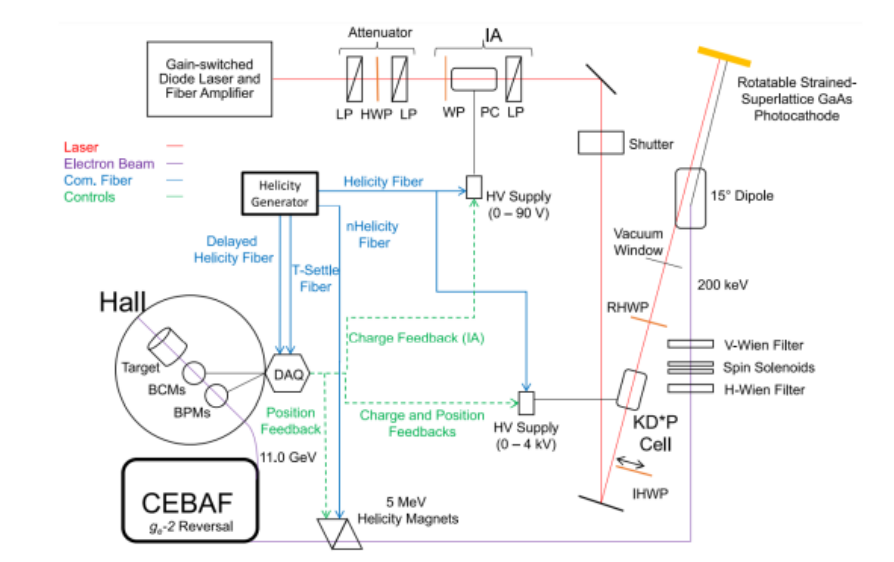 Attenuator
IA
Gain-switched
Diode Laser and
Fiber Amplifier
LP HWP LP
WP PC LP
Rotatable Strained-
Superlattice GaAs
Photocathode
Laser
Electron Beam
Com. Fiber
Controls
Shutter
Helicity
Generator
Helicity Fiber
HV Supply
(0 – 90 V)
15° Dipole
Delayed
Helicity Fiber
nHelicity
Fiber
T-Settle
Fiber
Vacuum
Window
200 keV
Hall
RHWP
Charge Feedback (IA)
V-Wien Filter
Spin Solenoids
H-Wien Filter
Target
BCMs
BPMs
DAQ
Position
Feedback
Charge and Position
Feedbacks
HV Supply
(0 – 4 kV)
KD*P
Cell
11.0 GeV
IHWP
CEBAF
gₑ-2 Reversal
5 MeV
Helicity Magnets